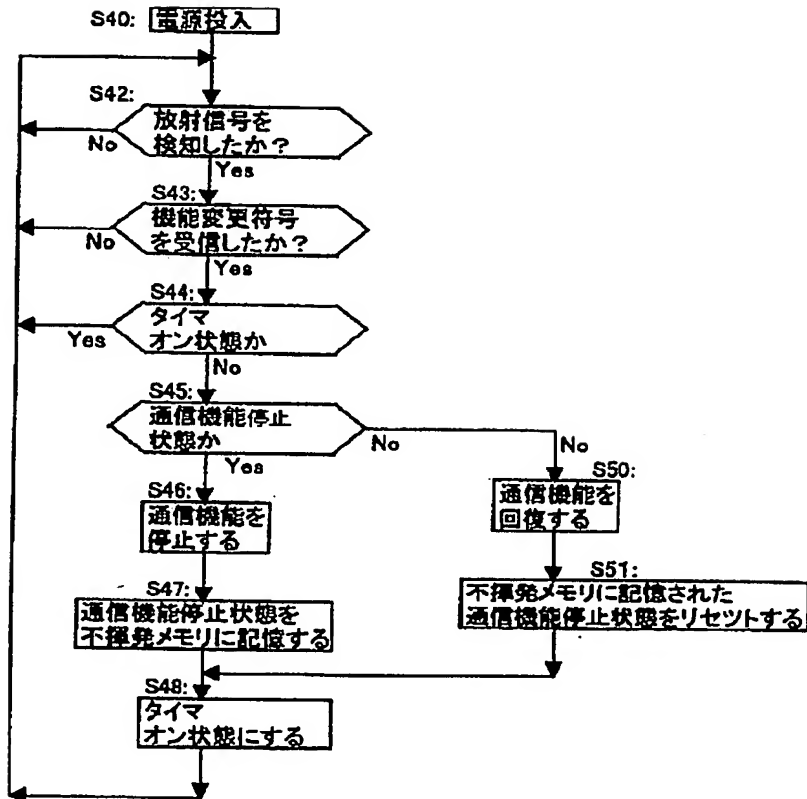 S40: 電源投入
S42:
放射信号を
検知したか？
No
Yes
S43:
機能変更符号
を受信したか？
No
Yes
S44:
タイマ
オン状態か
Yes
No
S45:
通信機能停止
状態か
No
No
Yes
S50:
通信機能を
回復する
S46:
通信機能を
停止する
S51:
不揮発メモリに記憶された
通信機能停止状態をリセットする
S47:
通信機能停止状態を
不揮発メモリに記憶する
S48:
タイマ
オン状態にする